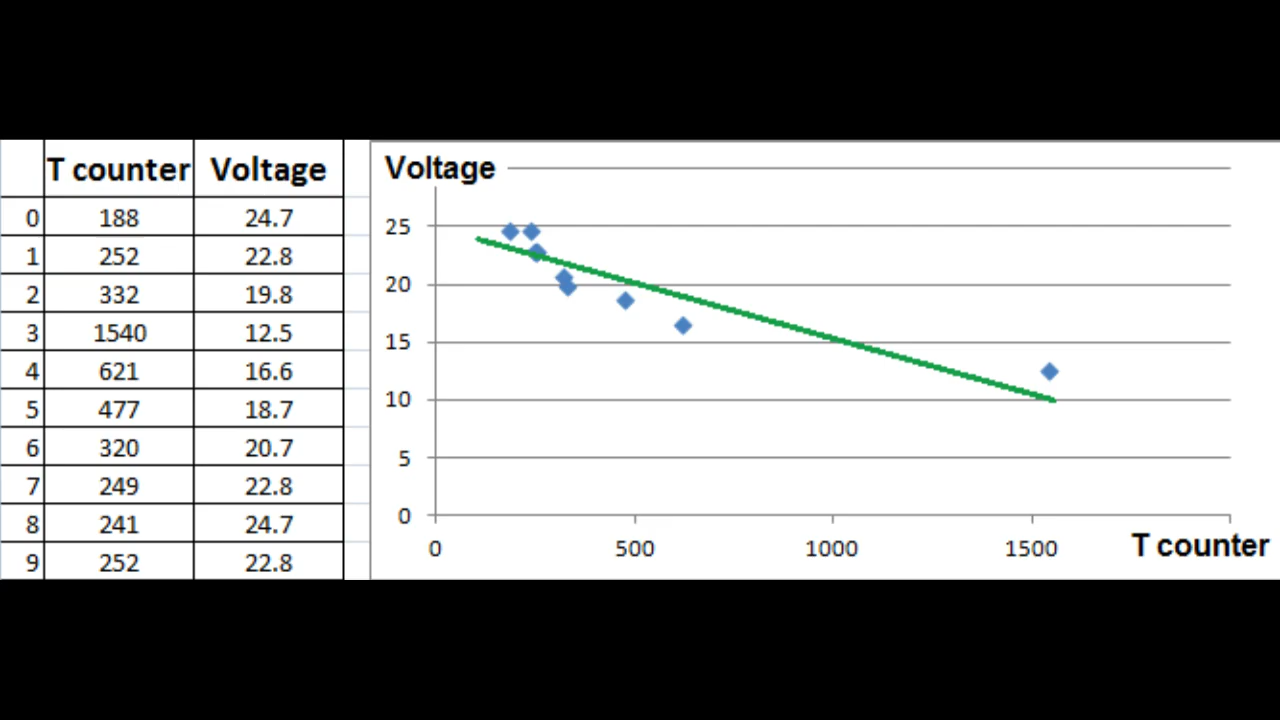 T counter Voltage
0 188 24.7
1 252 22.8
2 332 19.8
3 1540 12.5
4 621 16.6
5 477 18.7
6 320 20.7
7 249 22.8
8 241 24.7
9 252 22.8
Voltage
25
20
15
10
5
0
0 500 1000 1500 T counter